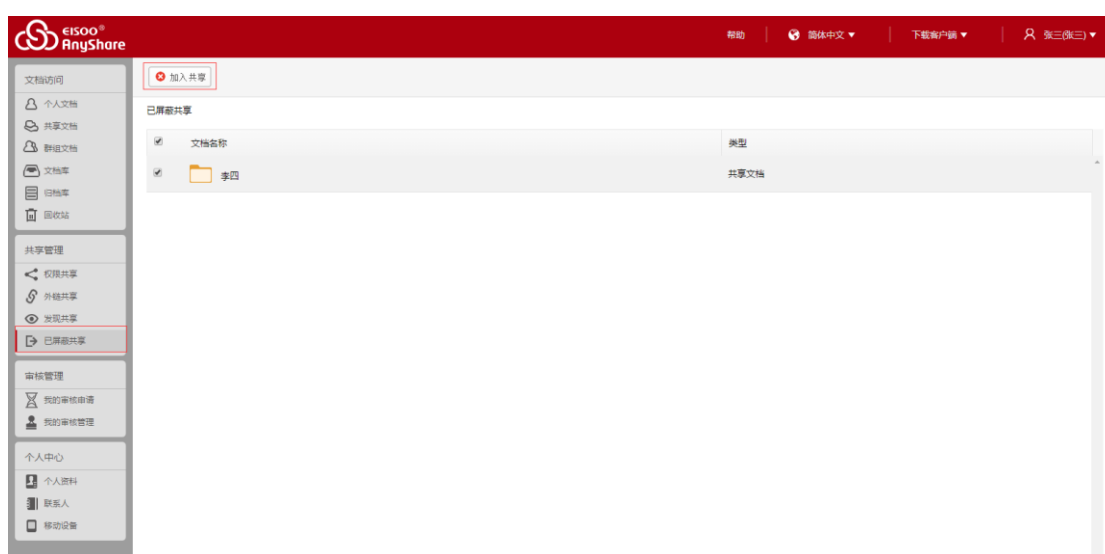 EISOO®
AnyShare
帮助 简体中文 下载客户端 张三(张三)
文档访问
个人文档
共享文档
群组文档
文档库
归档库
回收站
共享管理
权限共享
外链共享
发现共享
已屏蔽共享
审核管理
我的审核申请
我的审核管理
个人中心
个人资料
联系人
移动设备
加入共享
已屏蔽共享
文档名称 类型
李四 共享文档